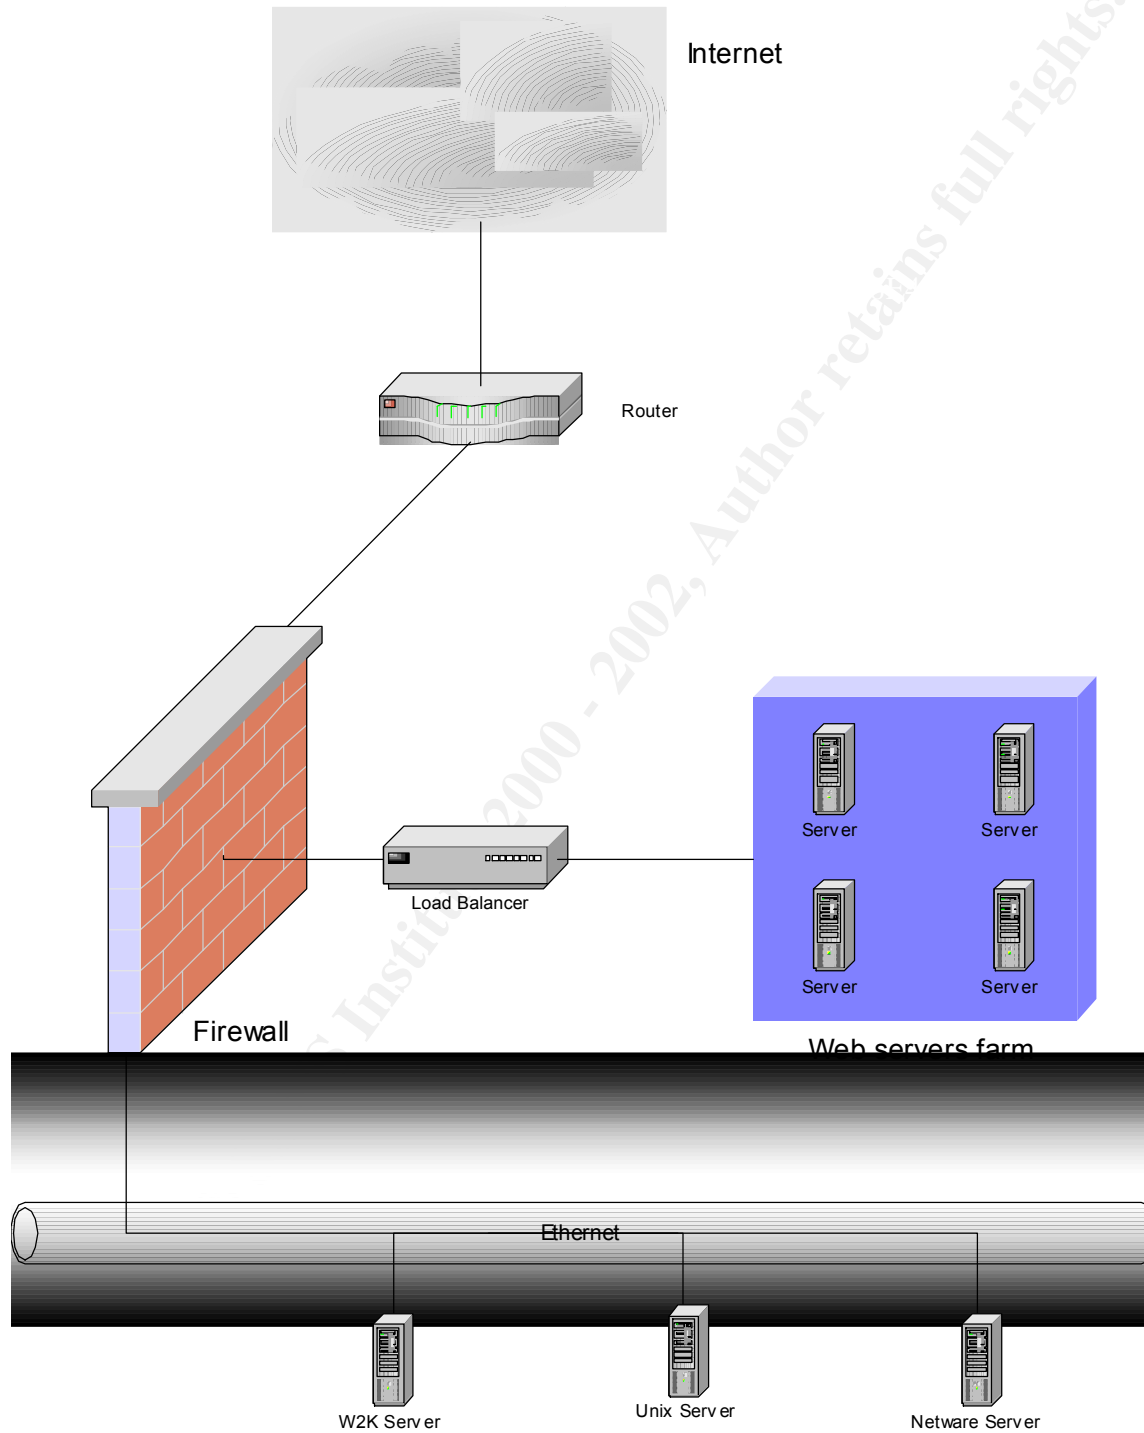 Internet
Router
Server
Server
Load Balancer
Server
Server
Firewall
Web servers farm
Ethernet
W2K Server
Unix Server
Netware Server
S Institute 2000 - 2002, Author retains full rights.